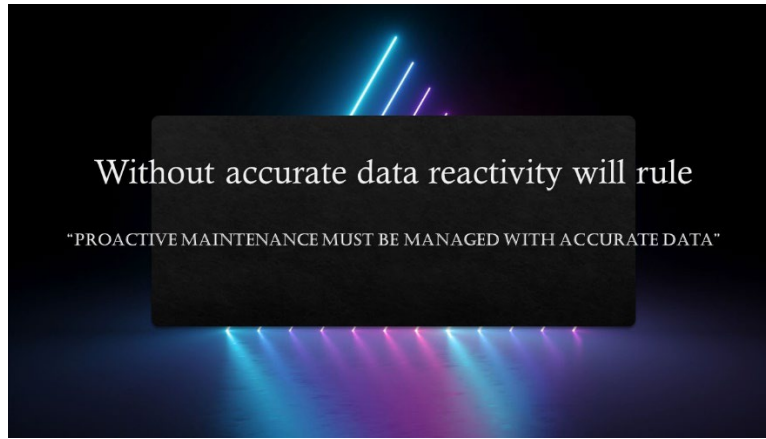 Without accurate data reactivity will rule
“PROACTIVE MAINTENANCE MUST BE MANAGED WITH ACCURATE DATA”